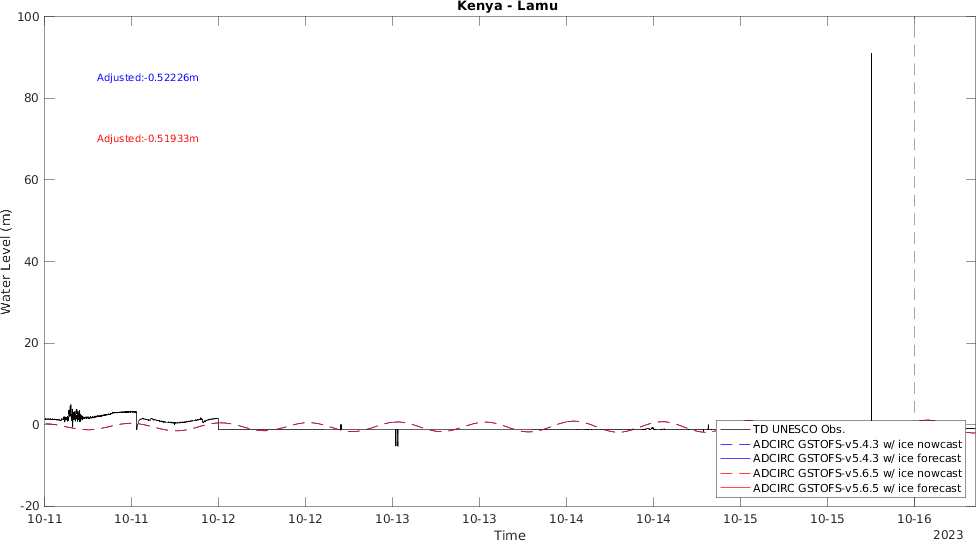 Kenya - Lamu
100
80
60
40
20
0
-20
Water Level (m)
Adjusted:-0.52226m
Adjusted:-0.51933m
TD UNESCO Obs.
ADCIRC GSTOFS-v5.4.3 w/ ice nowcast
ADCIRC GSTOFS-v5.4.3 w/ ice forecast
ADCIRC GSTOFS-v5.6.5 w/ ice nowcast
ADCIRC GSTOFS-v5.6.5 w/ ice forecast
10-11 10-11 10-12 10-12 10-13 10-13 10-14 10-14 10-15 10-15 10-16
Time
2023